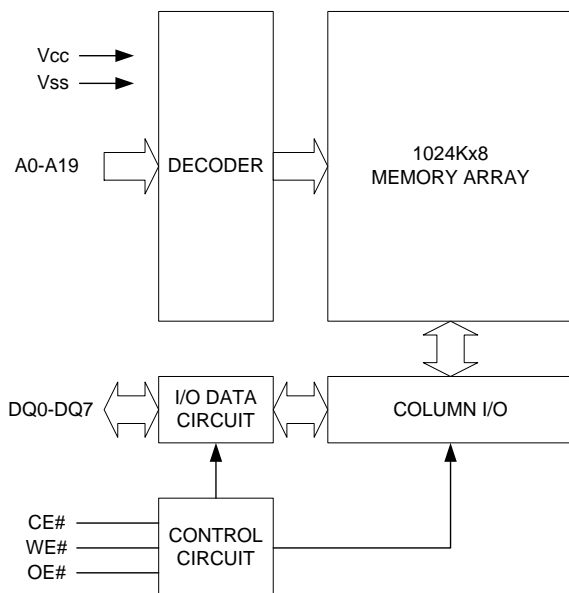 Vcc
Vss
A0-A19
DECODER
1024Kx8
MEMORY ARRAY
DQ0-DQ7
I/O DATA
CIRCUIT
COLUMN I/O
CE#
WE#
OE#
CONTROL
CIRCUIT